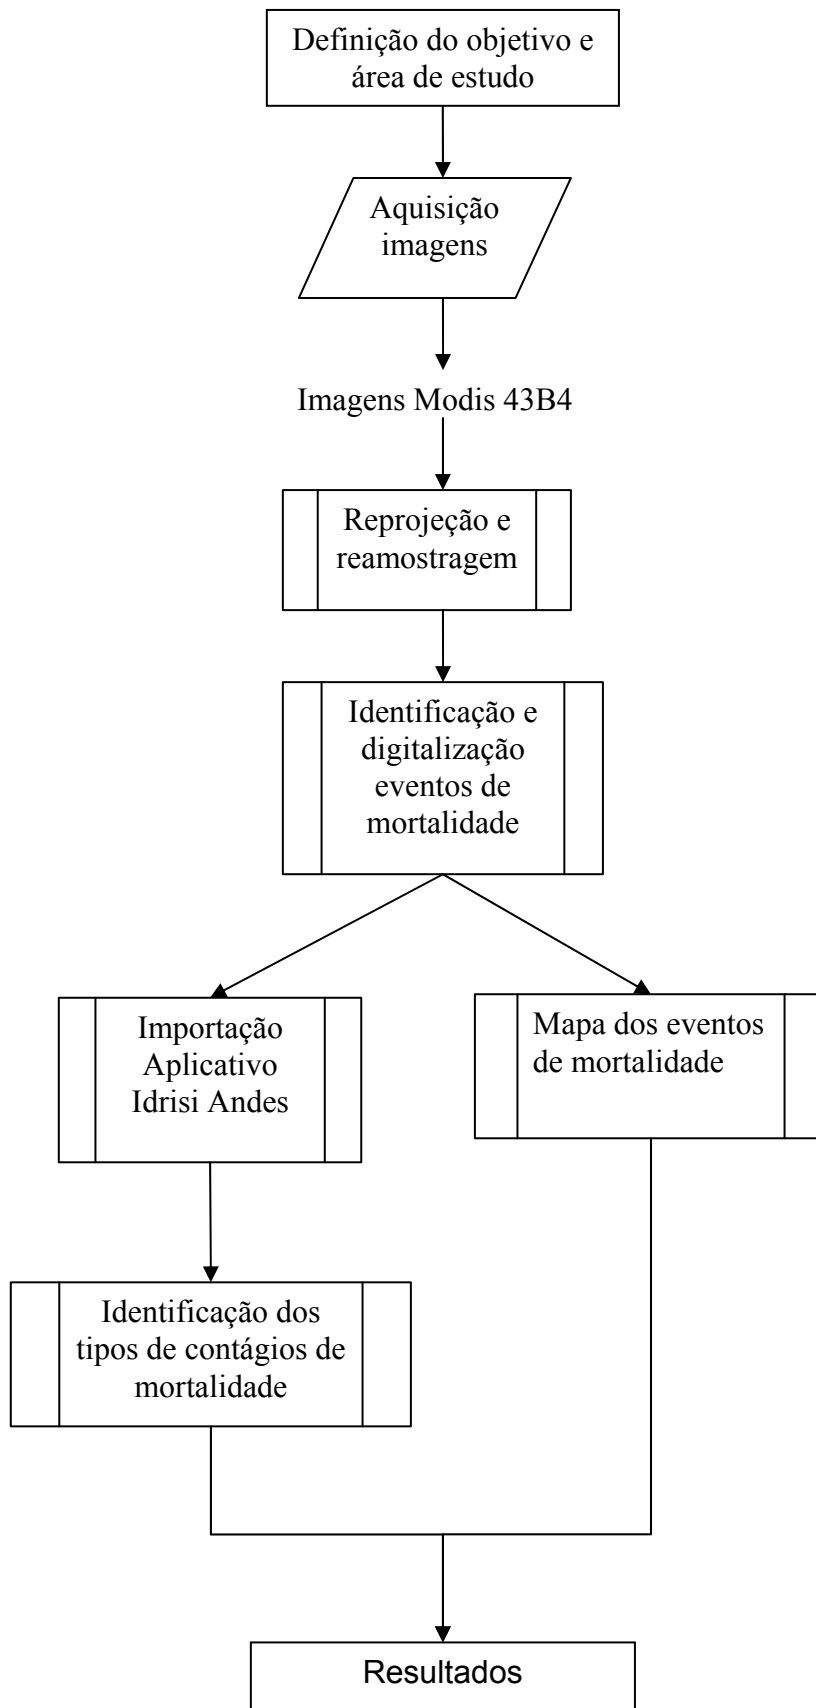 Definição do objetivo e
área de estudo
Aquisição
imagens
Imagens Modis 43B4
Reprojeção e
reamostragem
Identificação e
digitalização
eventos de
mortalidade
Importação
Aplicativo
Idrisi Andes
Mapa dos eventos
de mortalidade
Identificação dos
tipos de contágios de
mortalidade
Resultados